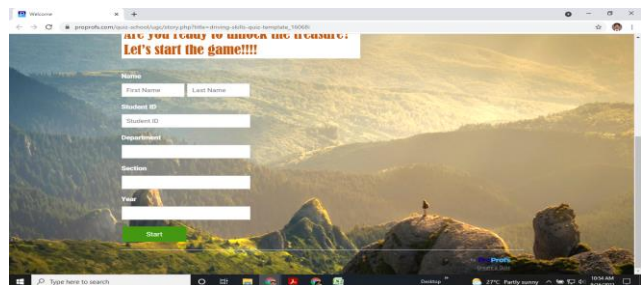 Welcome
proprofs.com/quiz-school/ugc/story.php?title=driving-skills-quiz-template_1906fii
Are you ready to unlock the treasure?
Let's start the game!!!!
Name
First Name Last Name
Student ID
Student ID
Department
Section
Year
Start
ProProfs
Type here to search
Desktop
27°C Partly sunny
10:54 AM